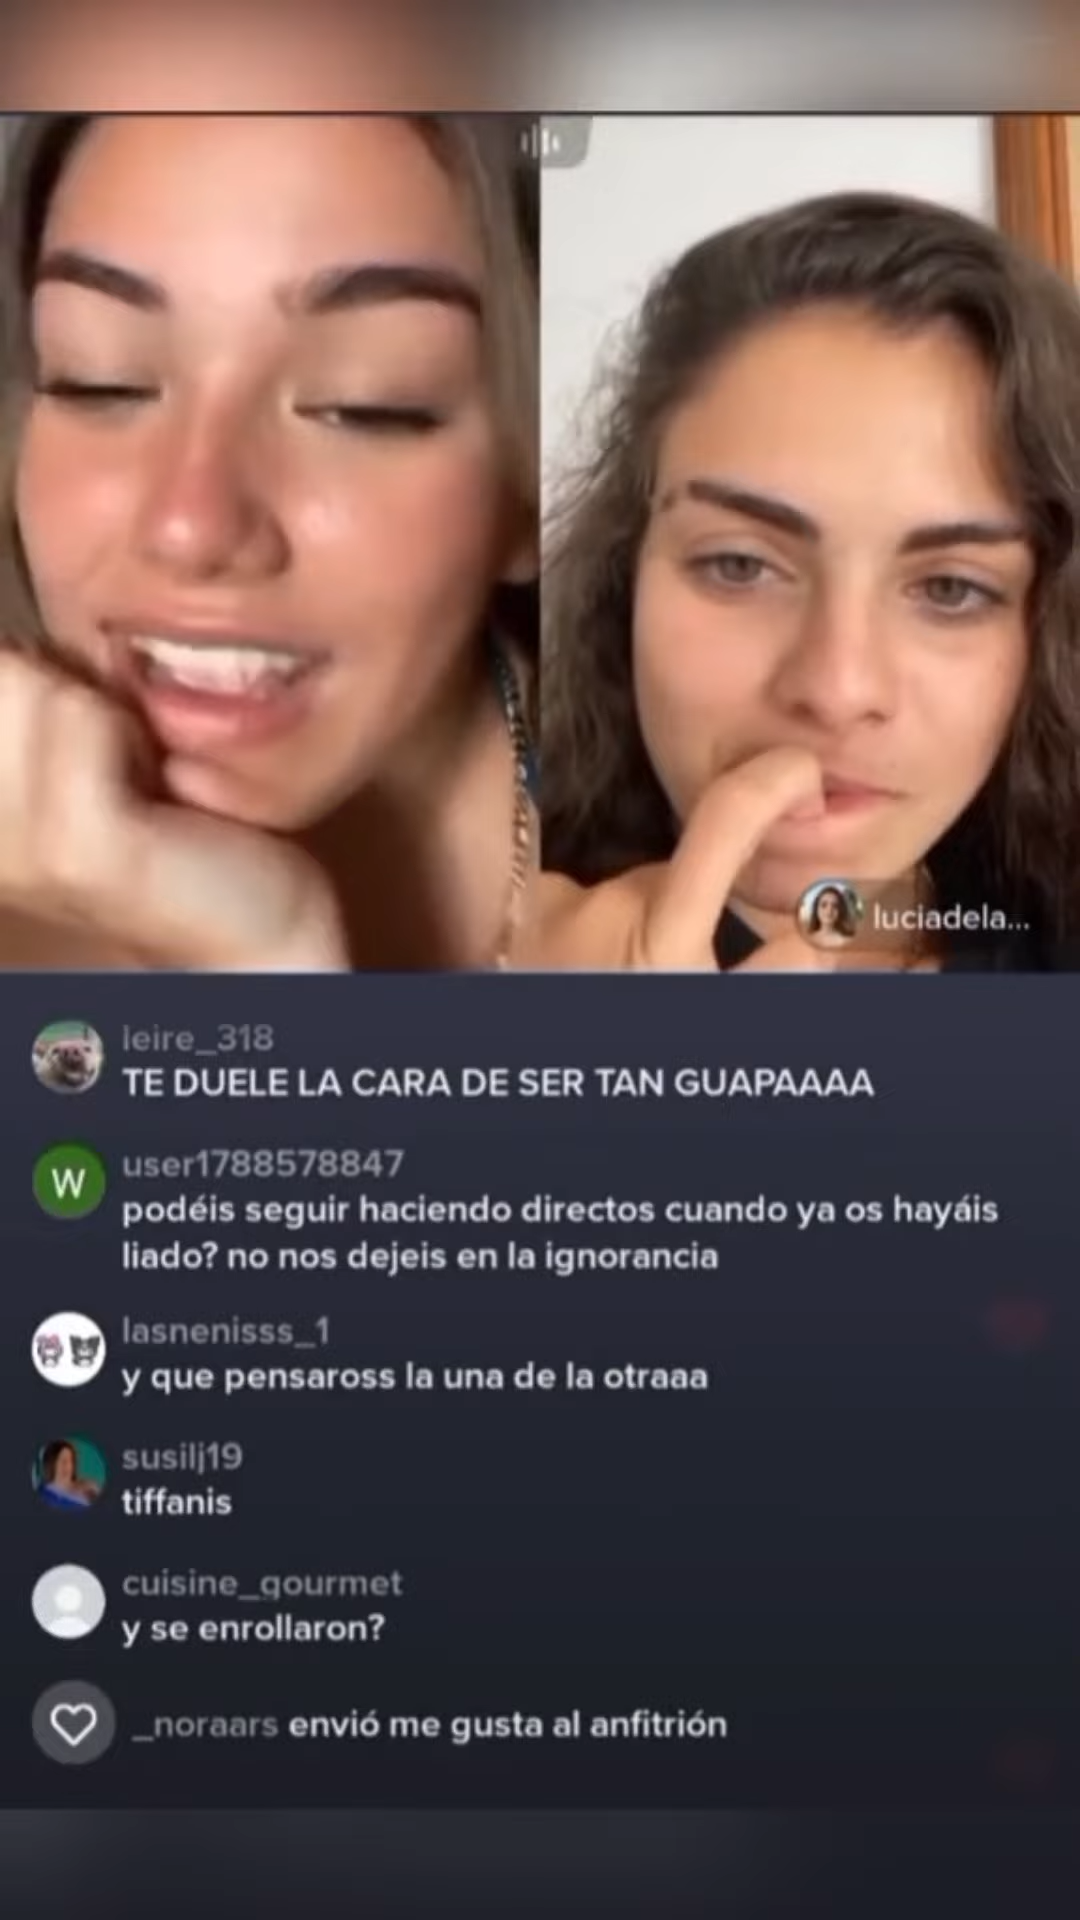 luciadela...
leire_318
TE DUELE LA CARA DE SER TAN GUAPAAAA
W
user1788578847
podéis seguir haciendo directos cuando ya os hayáis
liado? no nos dejeis en la ignorancia
lasnenisss_1
y que pensaross la una de la otraaa
susilj19
tiffanis
cuisine_gourmet
y se enrollaron?
_noraars envió me gusta al anfitrión